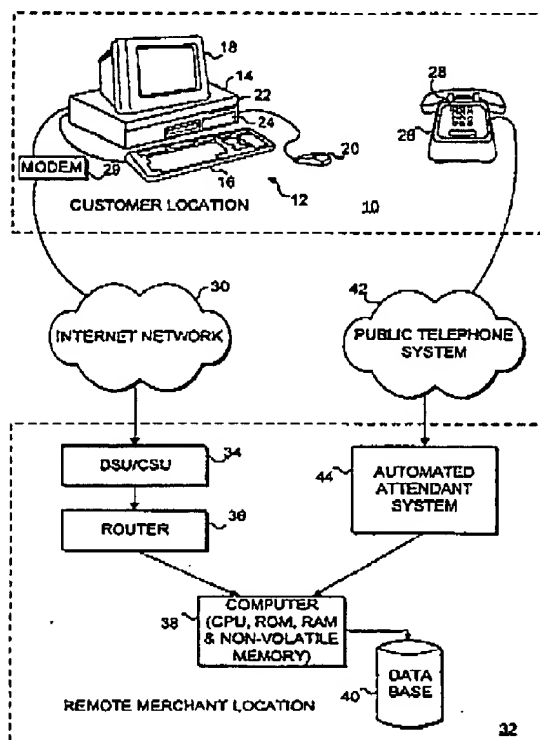 18
14
22
24
28
26
20
MODEM
29
16
12
CUSTOMER LOCATION
10
30
42
INTERNET NETWORK
PUBLIC TELEPHONE
SYSTEM
DSU/CSU
34
44
AUTOMATED
ATTENDANT
SYSTEM
ROUTER
36
38
COMPUTER
(CPU, ROM, RAM
& NON-VOLATILE
MEMORY)
40
DATA
BASE
REMOTE MERCHANT LOCATION
32